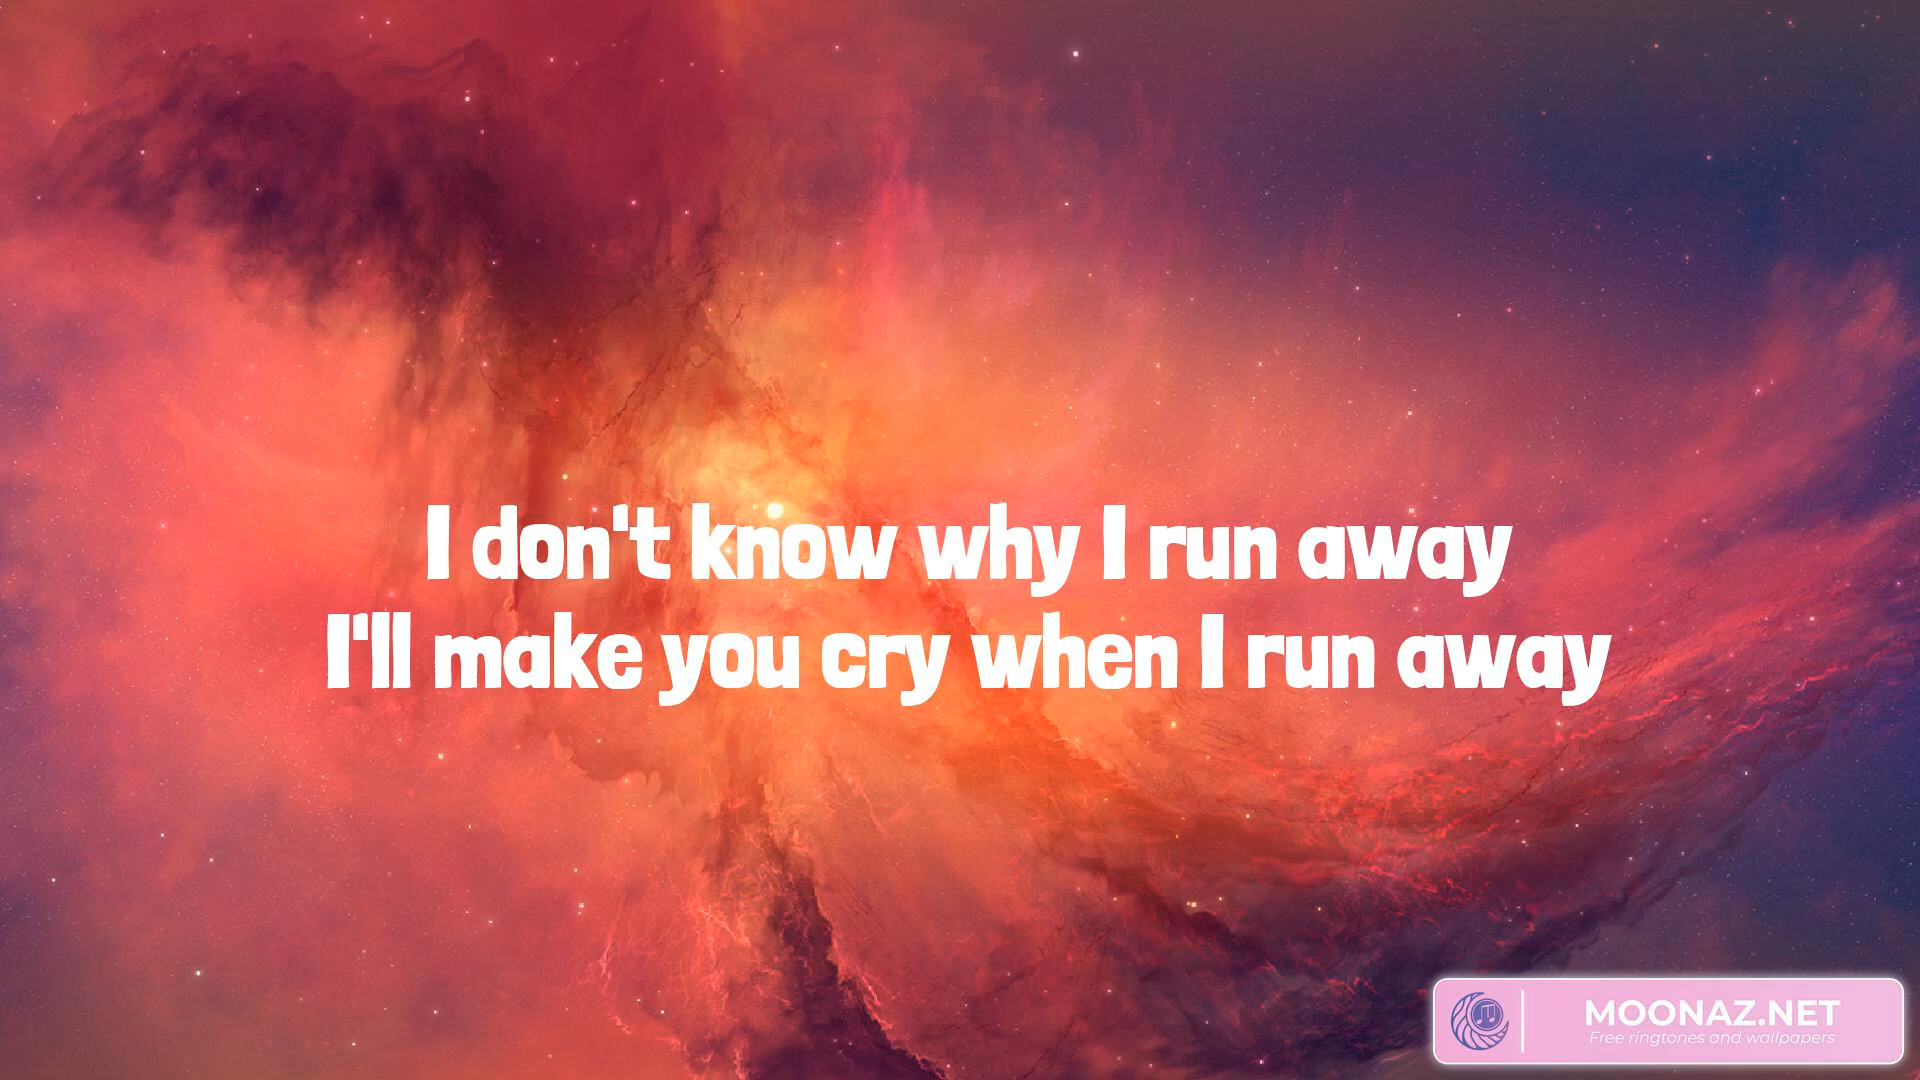 I don't know why I run away
I'll make you cry when I run away
MOONAZ.NET
Free ringtones and wallpapers